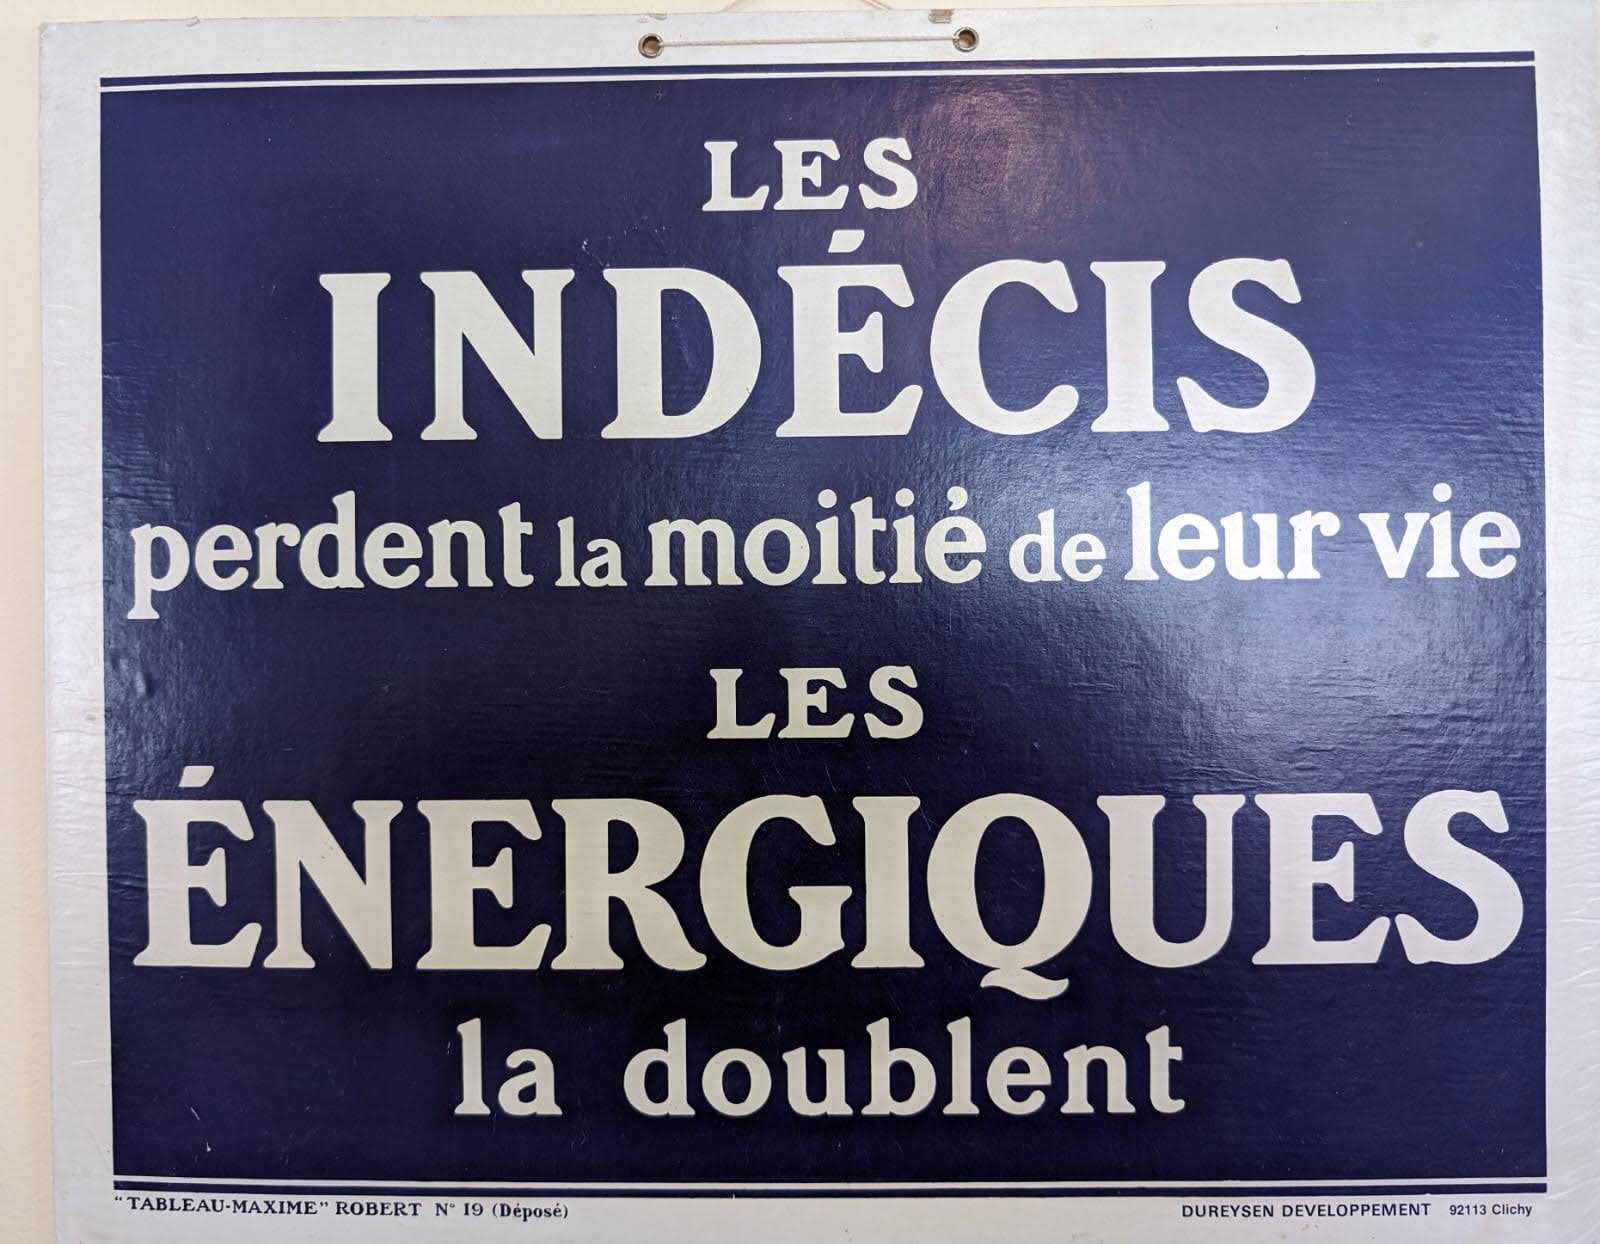 LES
INDÉCIS
perdent la moitié de leur vie
LES
ÉNERGIQUES
la doublent
"TABLEAU-MAXIME" ROBERT N° 19 (Déposé)
DUREYSEN DEVELOPPEMENT 92113 Clichy